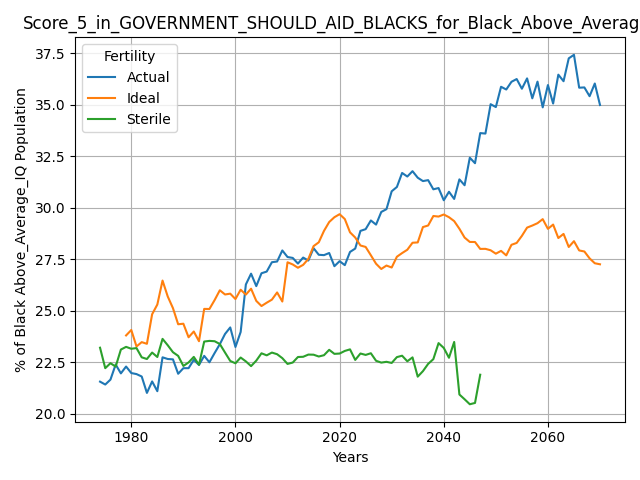 Score_5_in_GOVERNMENT_SHOULD_AID_BLACKS_for_Black_Above_Averag
Fertility
Actual
Ideal
Sterile
% of Black Above_Average_IQ Population
37.5
35.0
32.5
30.0
27.5
25.0
22.5
20.0
1980 2000 2020 2040 2060
Years